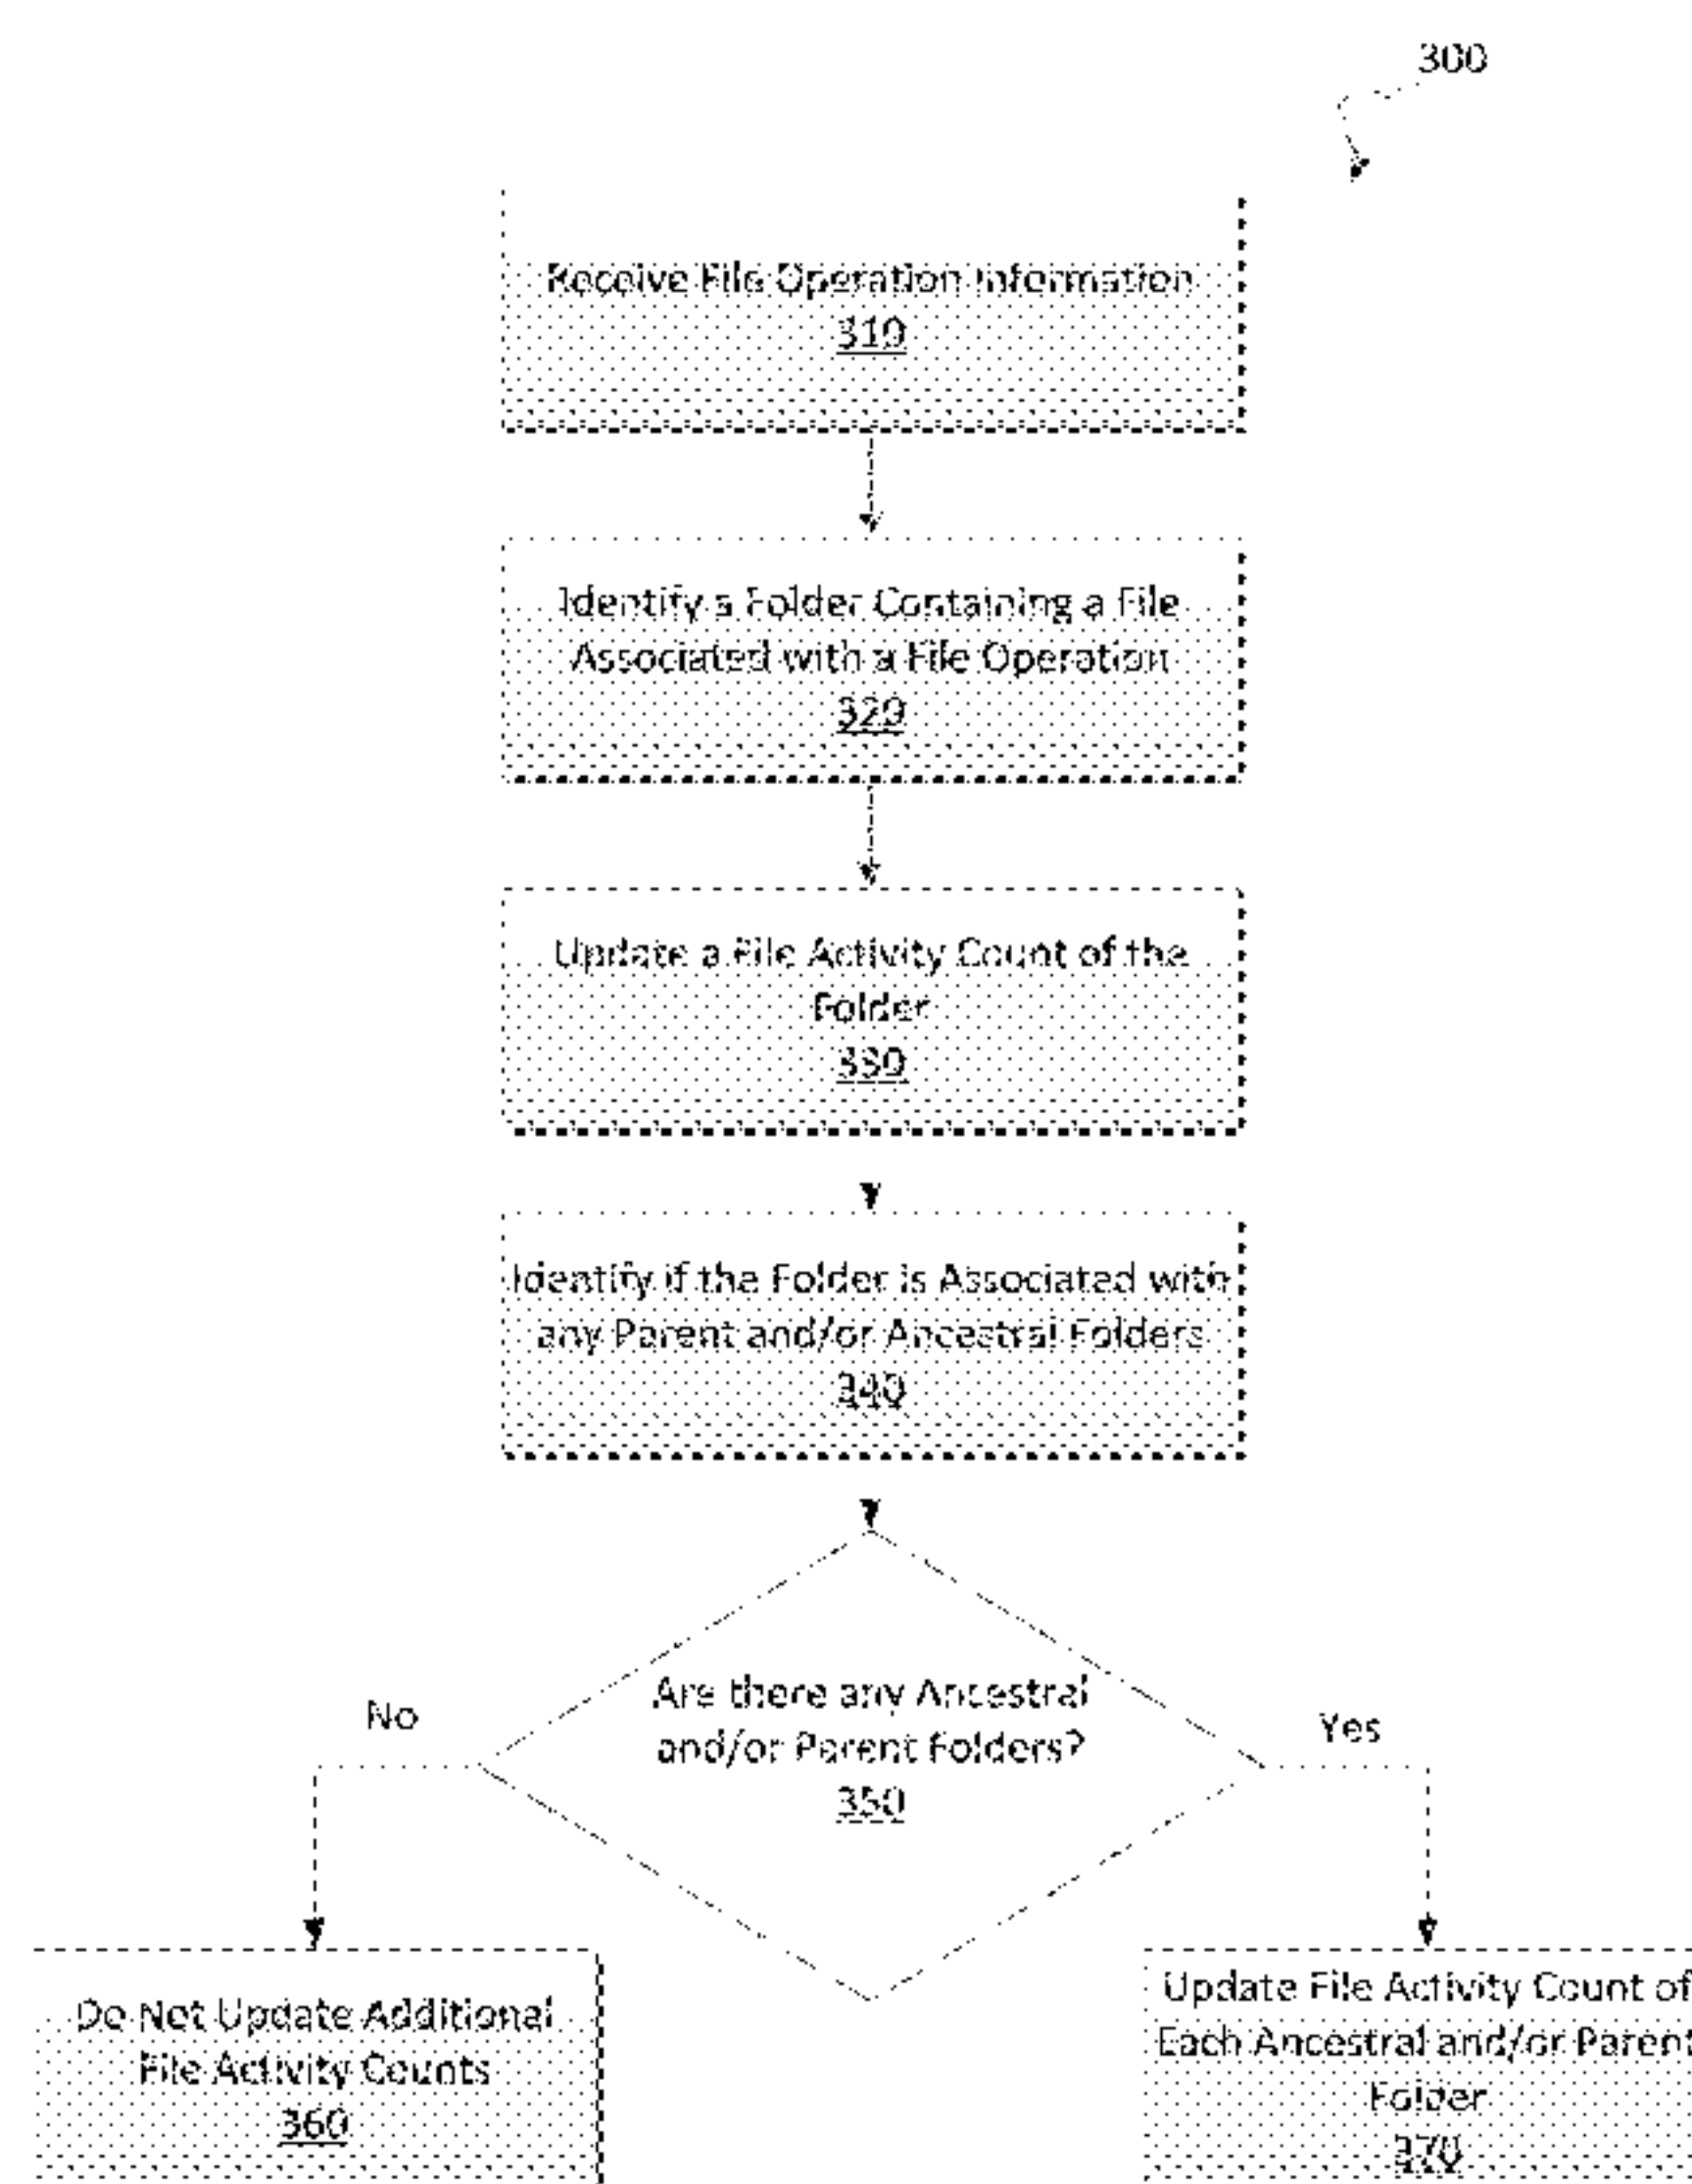 300
Receive File Operation Information
310
Identify a Folder Containing a File
Associated with a File Operation
320
Update a File Activity Count of the
Folder
330
Identify if the Folder is Associated with
any Parent and/or Ancestral Folders
340
Are there any Ancestral
and/or Parent Folders?
350
No
Yes
Do Not Update Additional
File Activity Counts
360
Update File Activity Count of
Each Ancestral and/or Parent
Folder
370